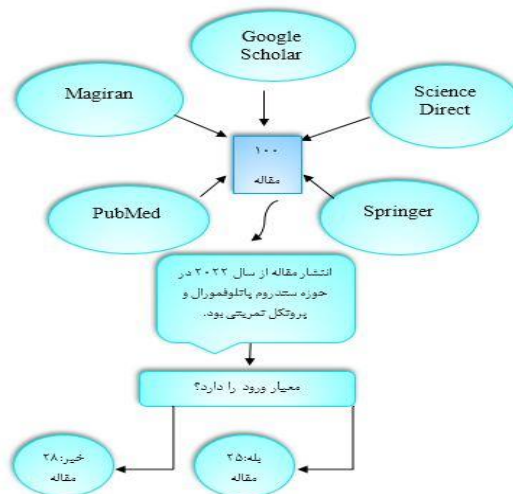 Google
Scholar
Magiran
Science
Direct
۱۰۰
مقاله
PubMed
Springer
انتشار مقاله از سال ۲۰۲۲ در
حوزه سندروم پاتلوفمورال و
پروتکل تمرینی بود.
معیار ورود را دارد؟
خیر:۲۸
مقاله
بله:۲۵
مقاله